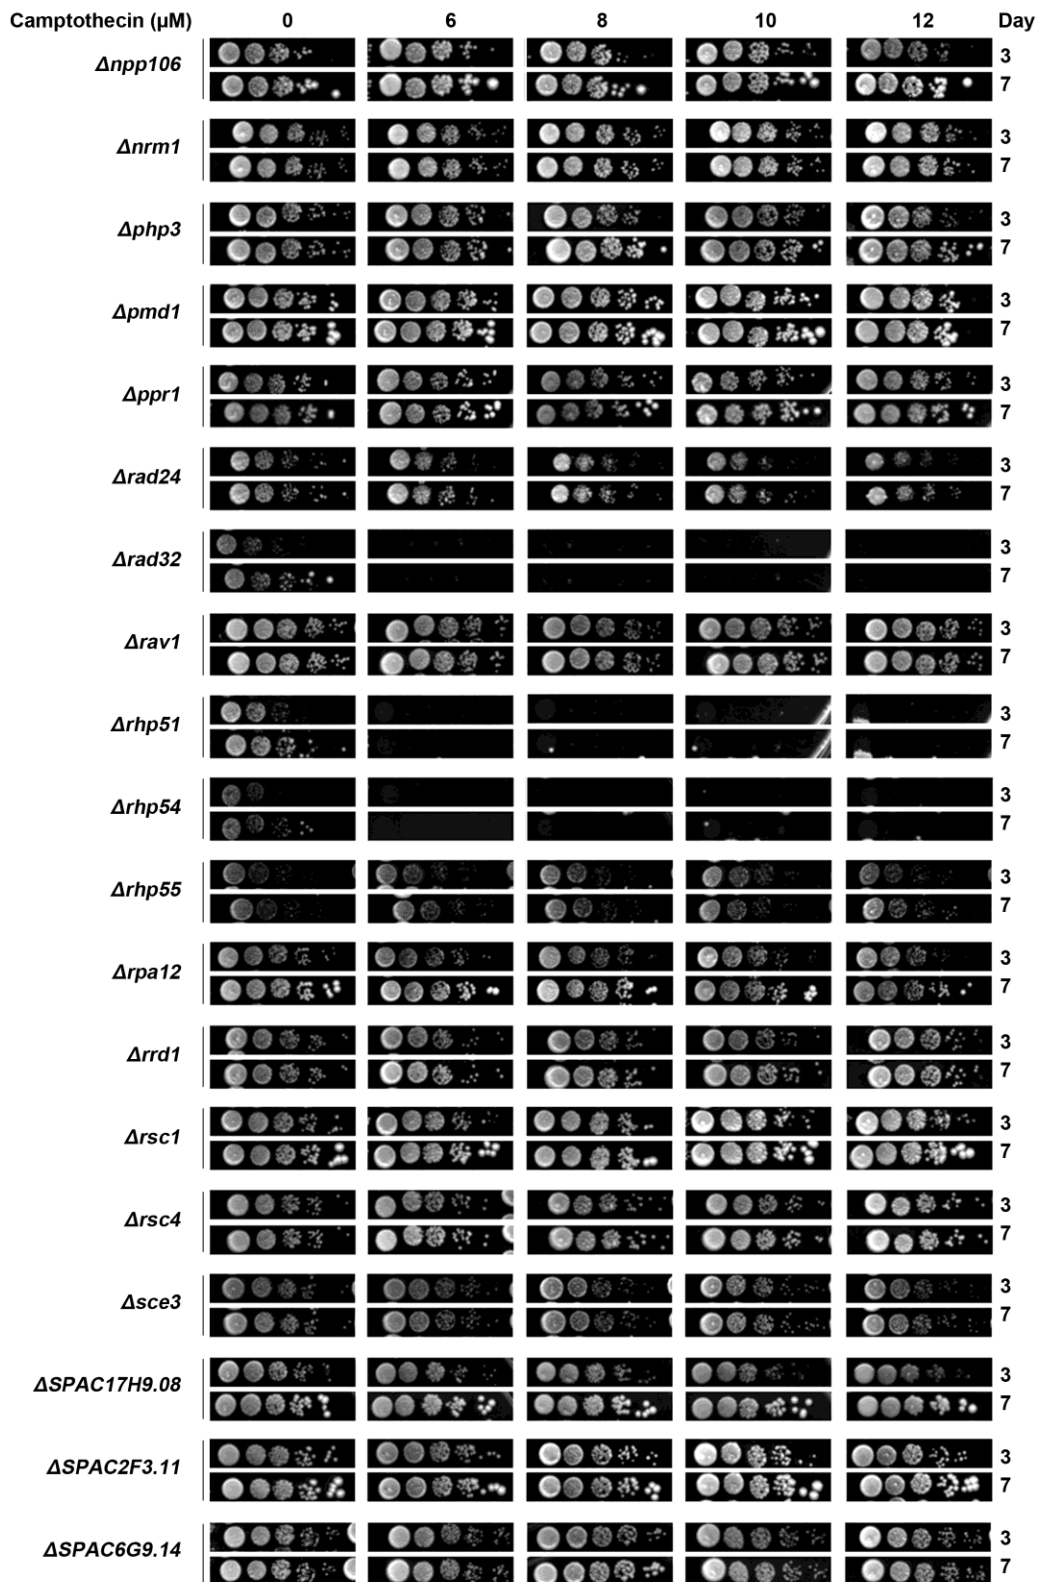 Camptothecin (µM) 0 6 8 10 12 Day
Δnpp106 3
7
Δnrm1 3
7
Δphp3 3
7
Δpmd1 3
7
Δppr1 3
7
Δrad24 3
7
Δrad32 3
7
Δrav1 3
7
Δrhp51 3
7
Δrhp54 3
7
Δrhp55 3
7
Δrpa12 3
7
Δrrd1 3
7
Δrsc1 3
7
Δrsc4 3
7
Δsce3 3
7
ΔSPAC17H9.08 3
7
ΔSPAC2F3.11 3
7
ΔSPAC6G9.14 3
7